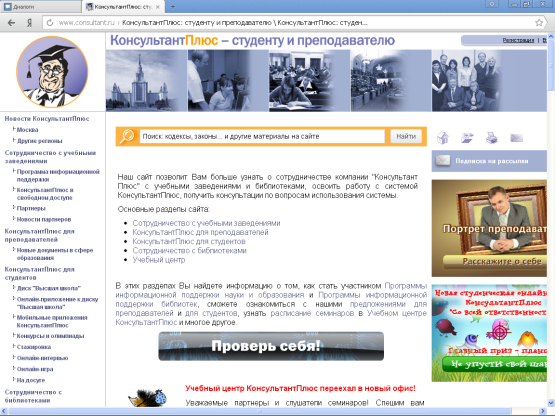 Диалоги
КонсультантПлюс: сту
www.consultant.ru КонсультантПлюс: студенту и преподавателю \ КонсультантПлюс: студен...
КонсультантПлюс – студенту и преподавателю
Регистрация
Новости КонсультантПлюс
Москва
Другие регионы
Сотрудничество с учебными
заведениями
Программа информационной
поддержки
КонсультантПлюс в
свободном доступе
Партнеры
Новости партнеров
КонсультантПлюс для
преподавателей
Новые документы в сфере
образования
КонсультантПлюс для
студентов
Диск "Высшая школа"
Онлайн-приложение к диску
"Высшая школа"
Мобильные приложения
КонсультантПлюс
Конкурсы и олимпиады
Стажировка
Онлайн-интервью
Онлайн-игра
На досуге
Сотрудничество с
библиотеками
Поиск: кодексы, законы... и другие материалы на сайте
Найти
Наш сайт позволит Вам больше узнать о сотрудничестве компании "Консультант
Плюс" с учебными заведениями и библиотеками, освоить работу с системой
КонсультантПлюс, получить консультации по вопросам использования системы.
Основные разделы сайта:
Сотрудничество с учебными заведениями
КонсультантПлюс для преподавателей
КонсультантПлюс для студентов
Сотрудничество с библиотеками
Учебный центр
В этих разделах Вы найдете информацию о том, как стать участником Программы
информационной поддержки науки и образования и Программы информационной
поддержки библиотек, сможете ознакомиться с нашими предложениями для
преподавателей и для студентов, узнать расписание семинаров в Учебном центре
КонсультантПлюс и многое другое.
Проверь себя!
Учебный центр КонсультантПлюс переехал в новый офис!
Уважаемые партнеры и слушатели семинаров! Спешим вам
Подписка на рассылки
Портрет преподават
Расскажите о себе
Новая студенческая онлайн
КонсультантПл
"Со всей ответствен
Главный приз - планш
Не упусти свой ша